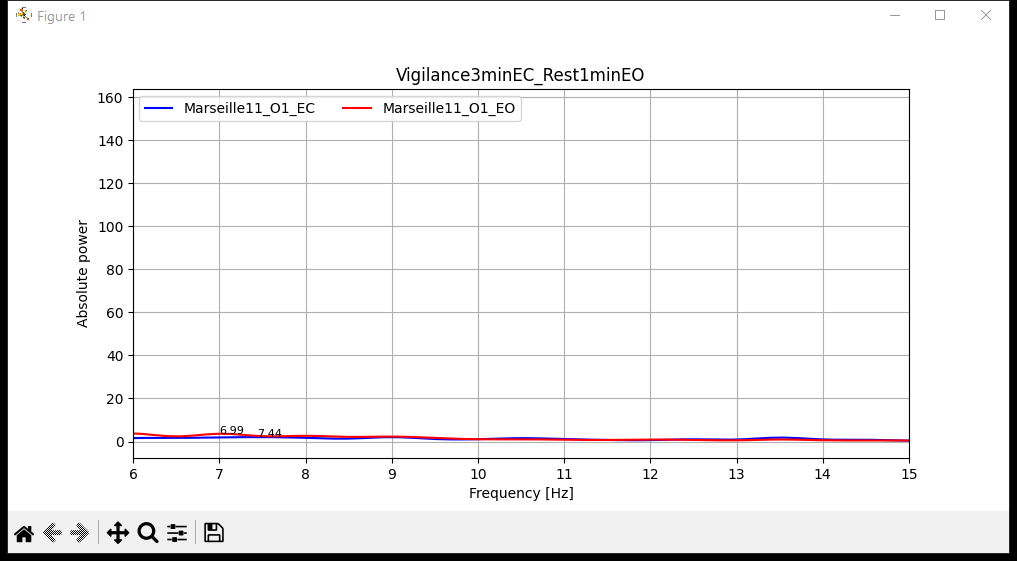 Figure 1
Vigilance3minEC_Rest1minEO
Marseille11_O1_EC Marseille11_O1_EO
160
140
120
100
80
60
40
20
0
Absolute power
6.99 7.44
6 7 8 9 10 11 12 13 14 15
Frequency [Hz]